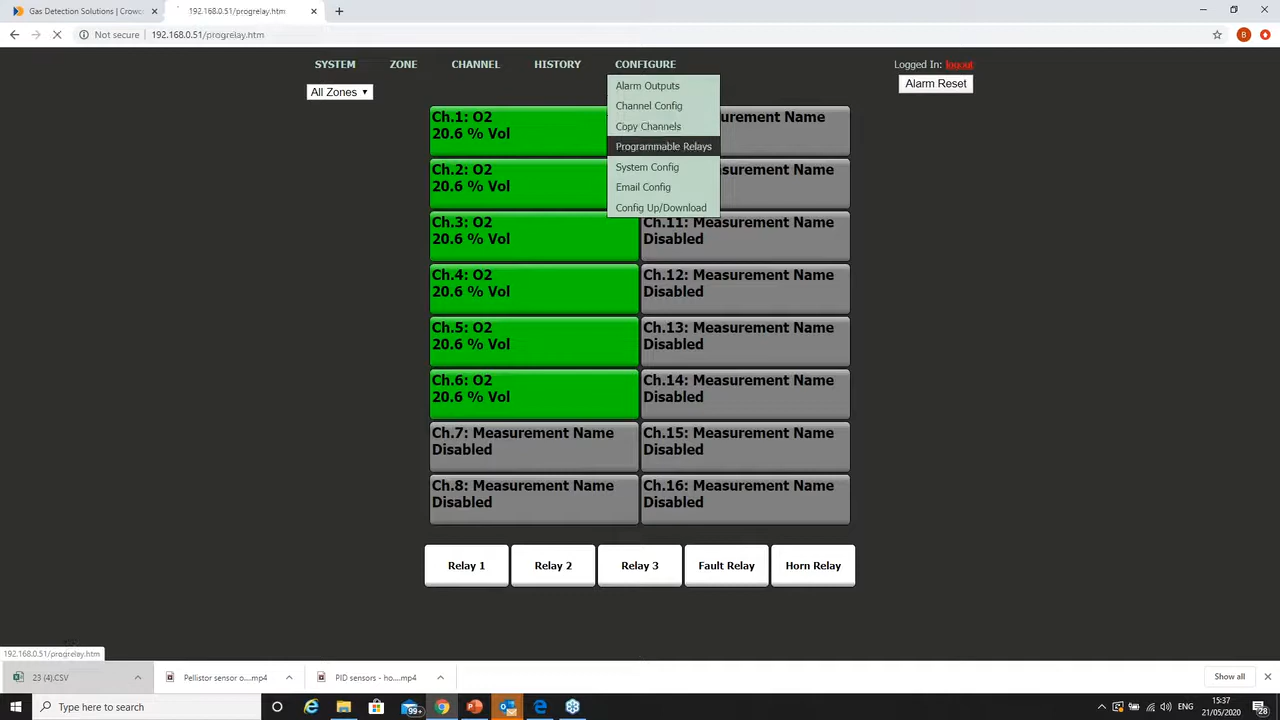 Gas Detection Solutions | Crowc
192.168.0.51/progrelay.htm
Not secure | 192.168.0.51/progrelay.htm
B
SYSTEM ZONE CHANNEL HISTORY CONFIGURE
Logged In: logout
All Zones
Alarm Reset
Alarm Outputs
Channel Config
Copy Channels
Programmable Relays
System Config
Email Config
Config Up/Download
Ch.1: O2
20.6 % Vol
urement Name
Ch.2: O2
20.6 % Vol
urement Name
Ch.3: O2
20.6 % Vol
Ch.11: Measurement Name
Disabled
Ch.4: O2
20.6 % Vol
Ch.12: Measurement Name
Disabled
Ch.5: O2
20.6 % Vol
Ch.13: Measurement Name
Disabled
Ch.6: O2
20.6 % Vol
Ch.14: Measurement Name
Disabled
Ch.7: Measurement Name
Disabled
Ch.15: Measurement Name
Disabled
Ch.8: Measurement Name
Disabled
Ch.16: Measurement Name
Disabled
Relay 1
Relay 2
Relay 3
Fault Relay
Horn Relay
192.168.0.51/progrelay.htm
23 (4).CSV
Pellistor sensor o....mp4
PID sensors - ho....mp4
Show all
Type here to search
99+
ENG
15:37
21/05/2020
28